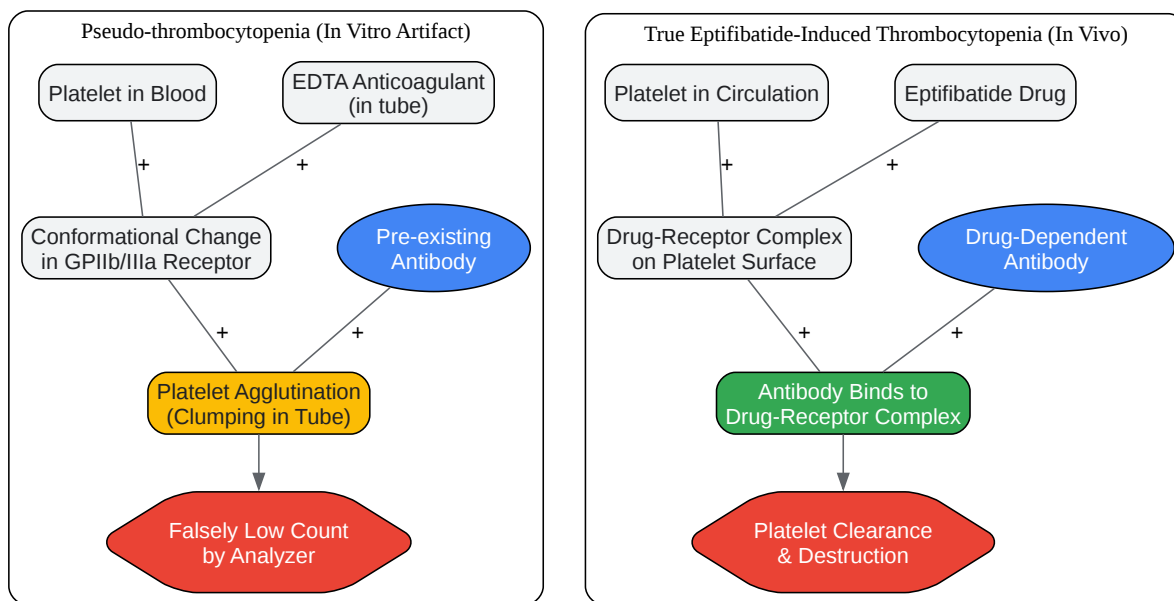 Pseudo-thrombocytopenia (In Vitro Artifact)
Platelet in Blood
EDTA Anticoagulant
(in tube)
+
+
Conformational Change
in GPIIb/IIIa Receptor
Pre-existing
Antibody
+
+
Platelet Agglutination
(Clumping in Tube)
Falsely Low Count
by Analyzer
True Eptifibatide-Induced Thrombocytopenia (In Vivo)
Platelet in Circulation
Eptifibatide Drug
+
+
Drug-Receptor Complex
on Platelet Surface
Drug-Dependent
Antibody
+
+
Antibody Binds to
Drug-Receptor Complex
Platelet Clearance
& Destruction